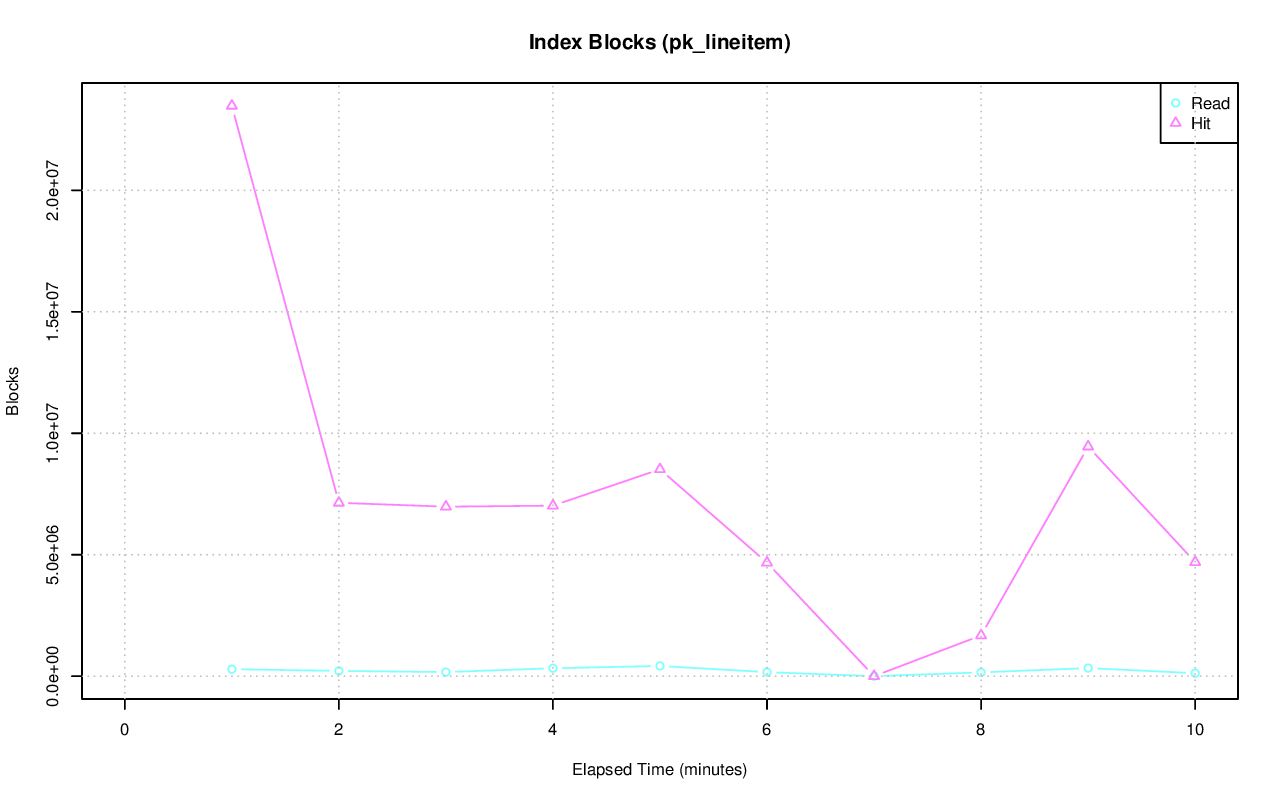 Index Blocks (pk_lineitem)
Read
Hit
Blocks
2.0e+07
1.5e+07
1.0e+07
5.0e+06
0.0e+00
0 2 4 6 8 10
Elapsed Time (minutes)